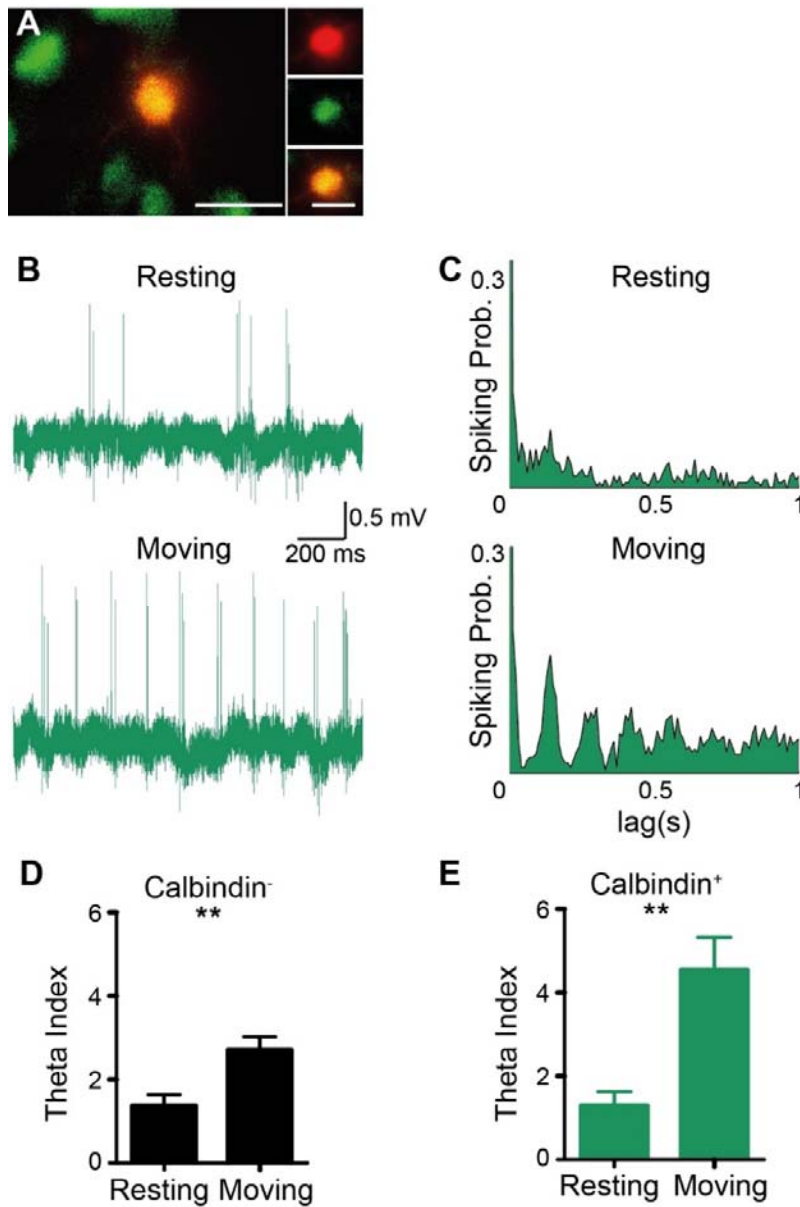 A
B
Resting
0.5 mV
200 ms
Moving
C
Resting
0.3
Spiking Prob.
0
0.5
1
Moving
0.3
Spiking Prob.
0
0.5
1
lag(s)
D
Calbindin⁻
**
6
4
2
0
Theta Index
Resting Moving
E
Calbindin⁺
**
6
4
2
0
Theta Index
Resting Moving